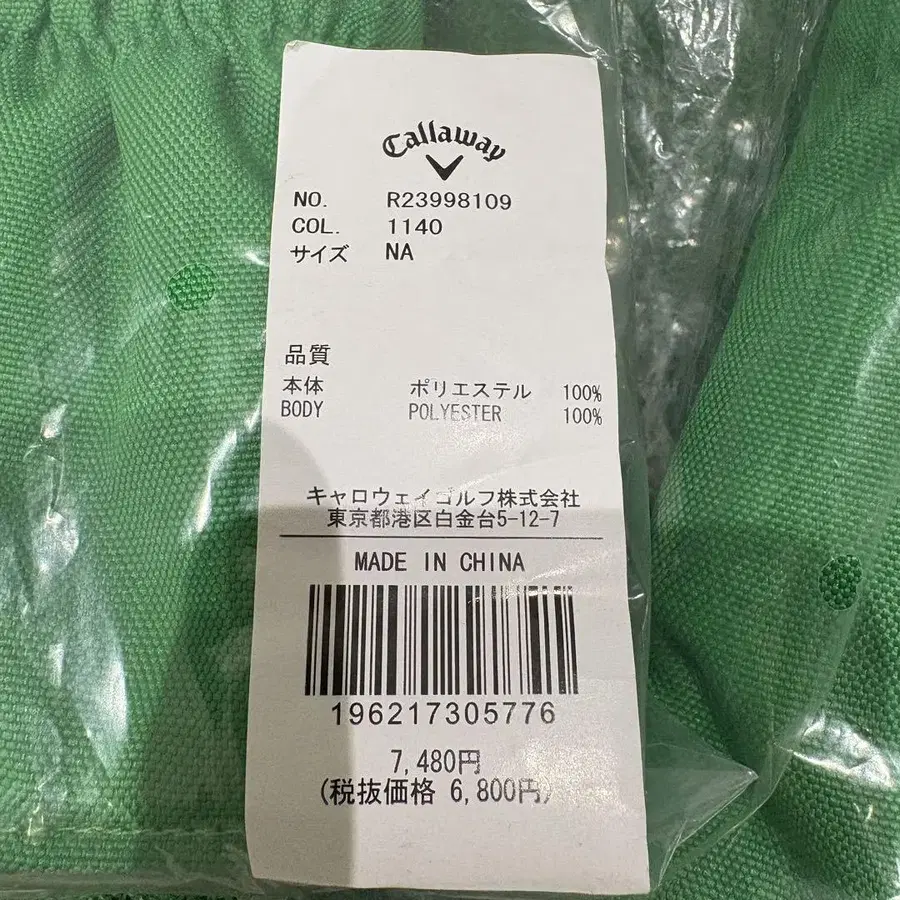 Callaway
NO. R23998109
COL. 1140
サイズ NA
品質
本体 ポリエステル 100%
BODY POLYESTER 100%
キャロウェイゴルフ株式会社
東京都港区白金台5-12-7
MADE IN CHINA
196217305776
7,480円
(税抜価格 6,800円)